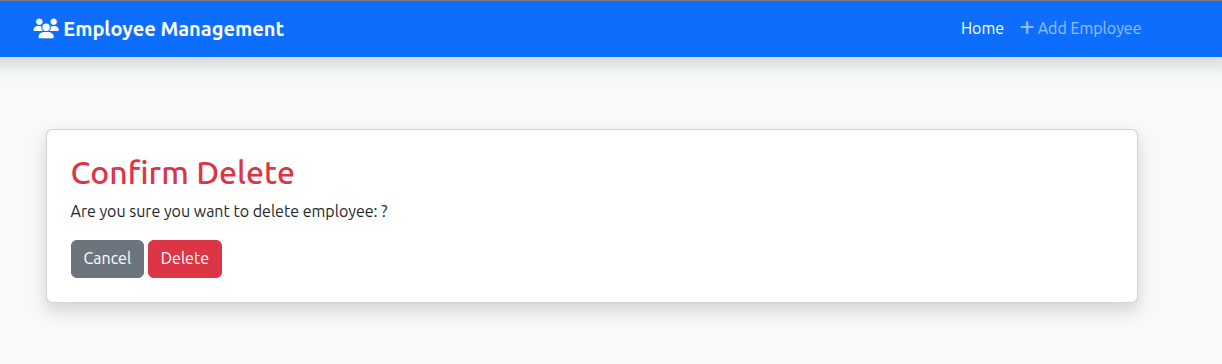 Employee Management Home + Add Employee
Confirm Delete
Are you sure you want to delete employee: ?
Cancel Delete